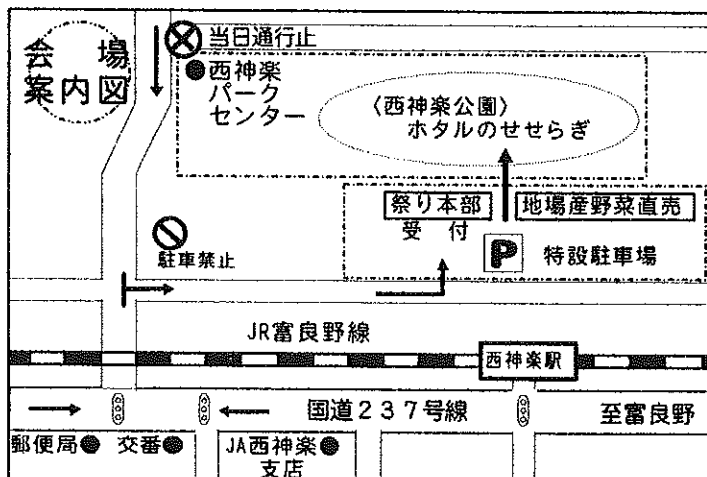 会場
案内図
当日通行止
西神楽
パーク
センター
〈西神楽公園〉
ホタルのせせらぎ
祭り本部
地場産野菜直売
受付
P
特設駐車場
駐車禁止
JR富良野線
西神楽駅
国道237号線
至富良野
郵便局
交番
JA西神楽
支店